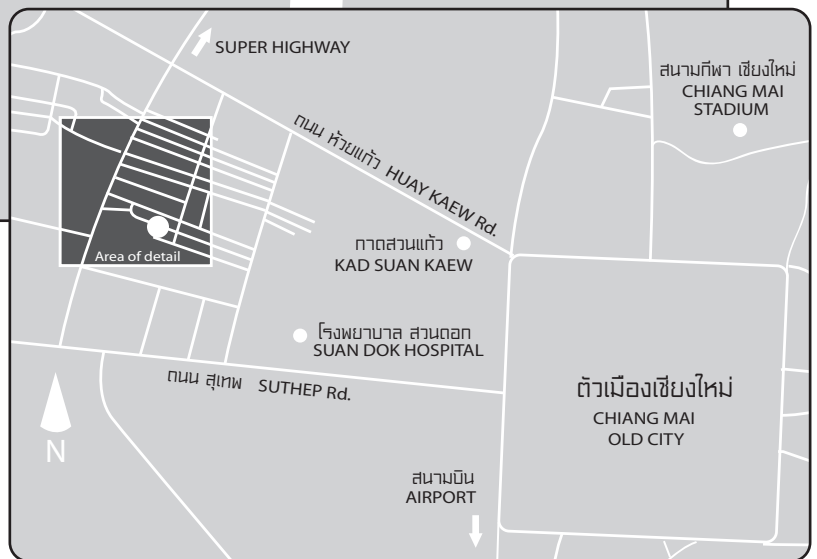 SUPER HIGHWAY
สนามกีฬา เชียงใหม่
CHIANG MAI
STADIUM
ถนน ห้วยแก้ว HUAY KAEW Rd.
กาดสวนแก้ว
KAD SUAN KAEW
Area of detail
โรงพยาบาล สวนดอก
SUAN DOK HOSPITAL
ถนน สุเทพ SUTHEP Rd.
ตัวเมืองเชียงใหม่
CHIANG MAI
OLD CITY
N
สนามบิน
AIRPORT